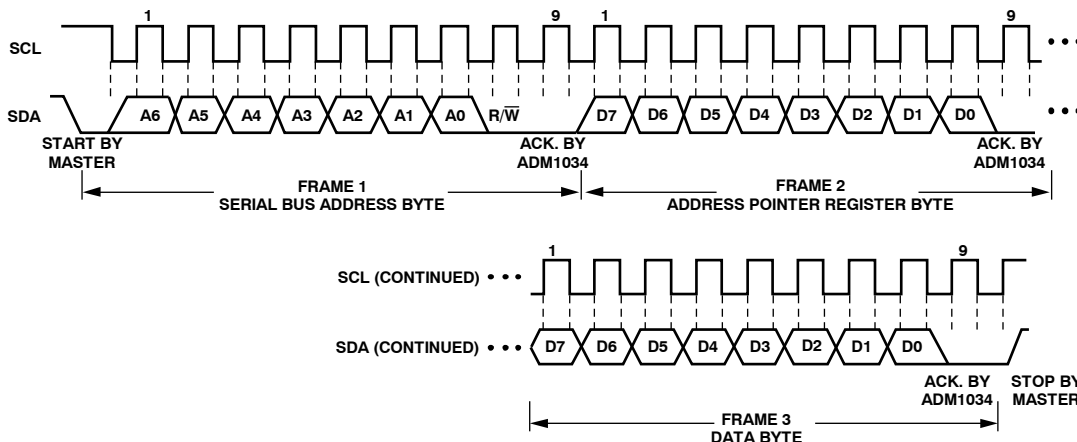 1 9 1 9
SCL • • •
SDA A6 A5 A4 A3 A2 A1 A0 R/W̅ D7 D6 D5 D4 D3 D2 D1 D0 • • •
START BY MASTER
ACK. BY ADM1034
ACK. BY ADM1034
FRAME 1
SERIAL BUS ADDRESS BYTE
FRAME 2
ADDRESS POINTER REGISTER BYTE
1 9
SCL (CONTINUED) • • •
SDA (CONTINUED) • • • D7 D6 D5 D4 D3 D2 D1 D0
ACK. BY ADM1034
STOP BY MASTER
FRAME 3
DATA BYTE